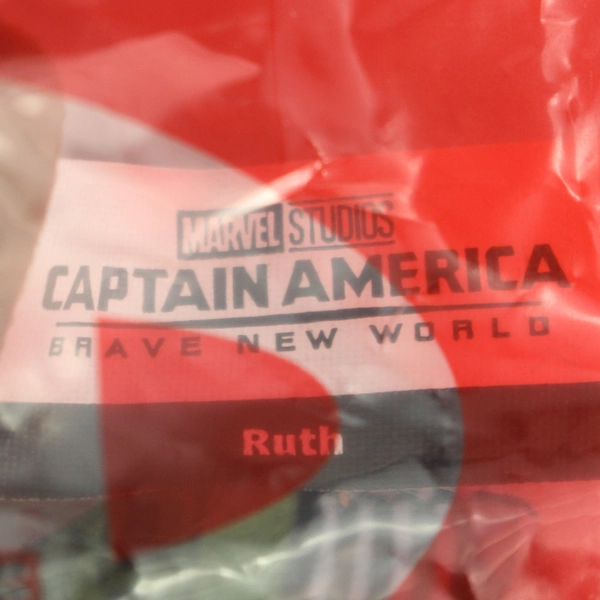 MARVEL STUDIOS
CAPTAIN AMERICA
BRAVE NEW WORLD
Ruth